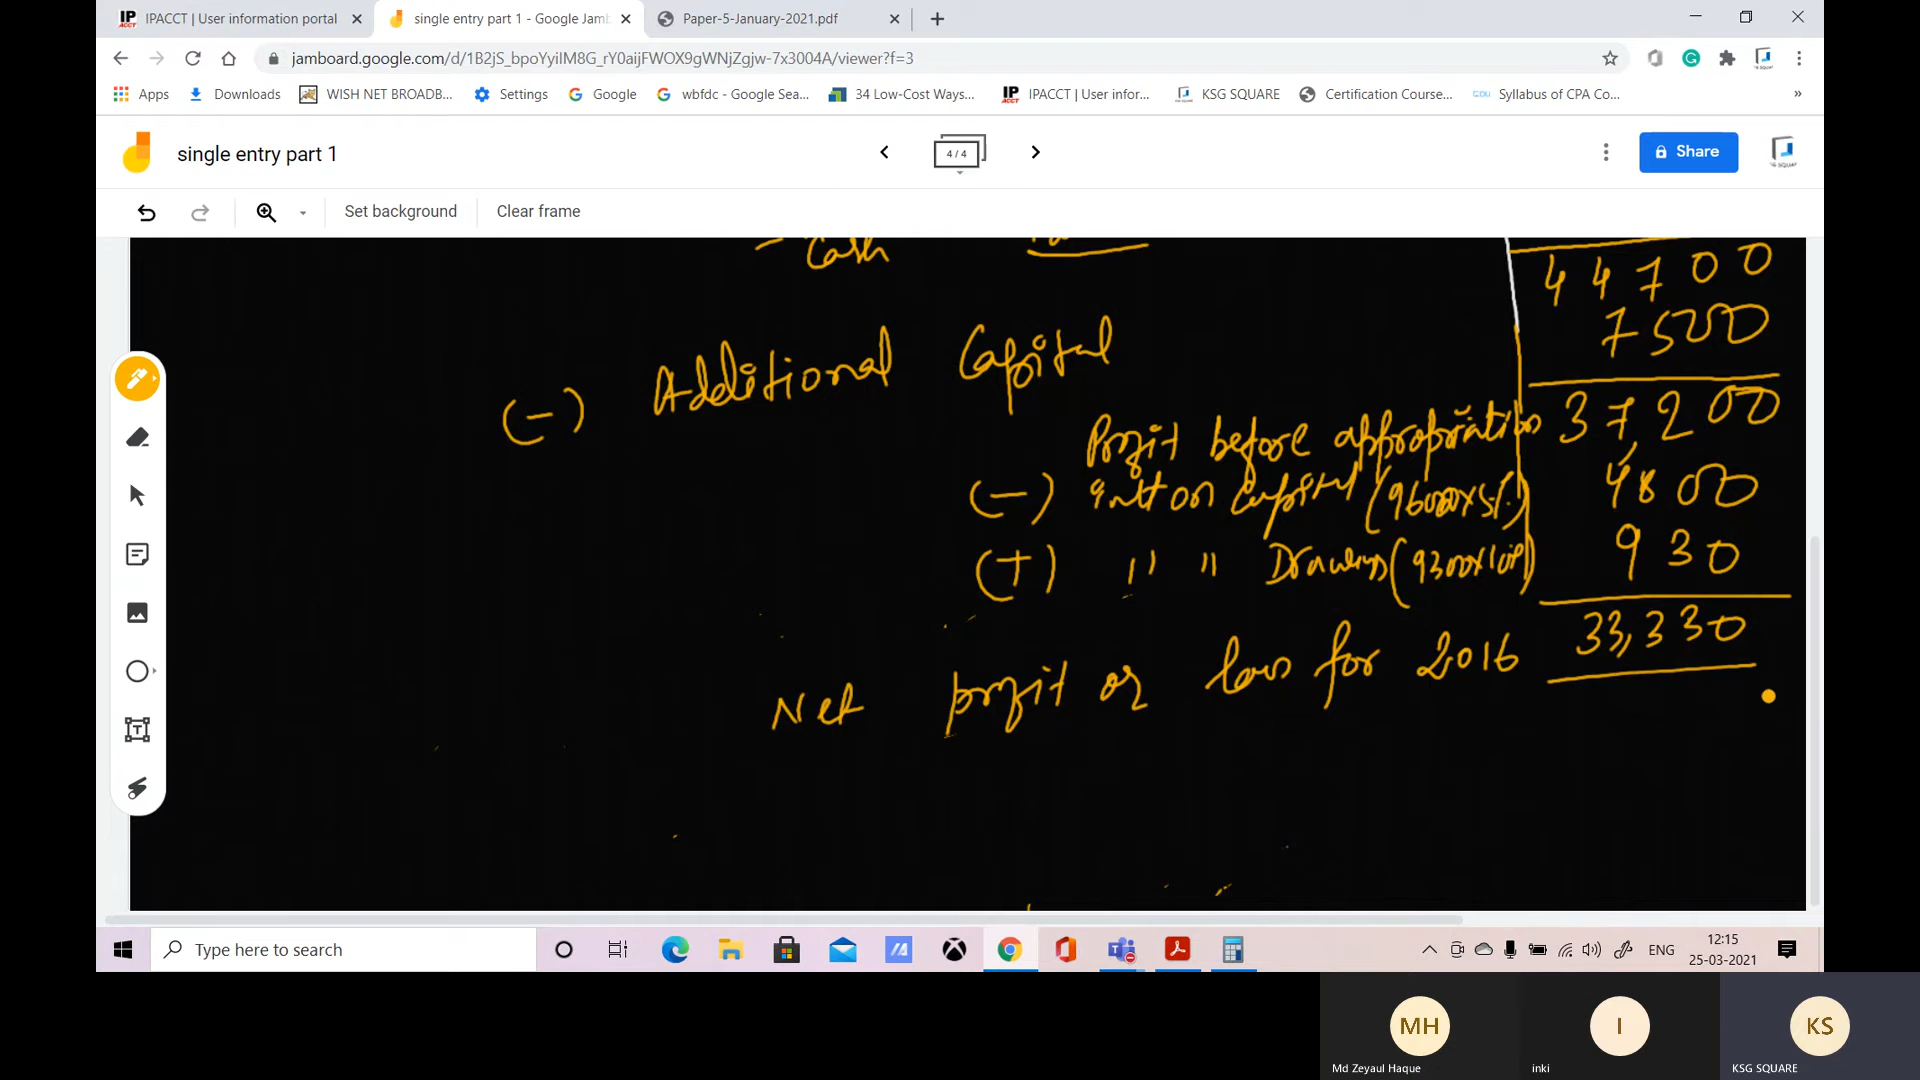 IPACCT | User information portal
single entry part 1 - Google Jamb
Paper-5-January-2021.pdf
jamboard.google.com/d/1B2jS_bpoYyiIM8G_rY0aijFWOX9gWNjZgjw-7x3004A/viewer?f=3
Apps Downloads WISH NET BROADB... Settings Google wbfdc - Google Sea... 34 Low-Cost Ways... IPACCT | User infor... KSG SQUARE Certification Course... Syllabus of CPA Co... »
single entry part 1
4 / 4
Share
Set background Clear frame
Cash
44700
(-) Additional Capital 7500
Profit before appropriation 37,200
(-) Intt on Capital (96000x5%) 4800
(+) " " Drawings (9300x10%) 930
Net profit or loss for 2016 33,330
Type here to search
ENG
12:15
25-03-2021
MH
I
KS
Md Zeyaul Haque
inki
KSG SQUARE